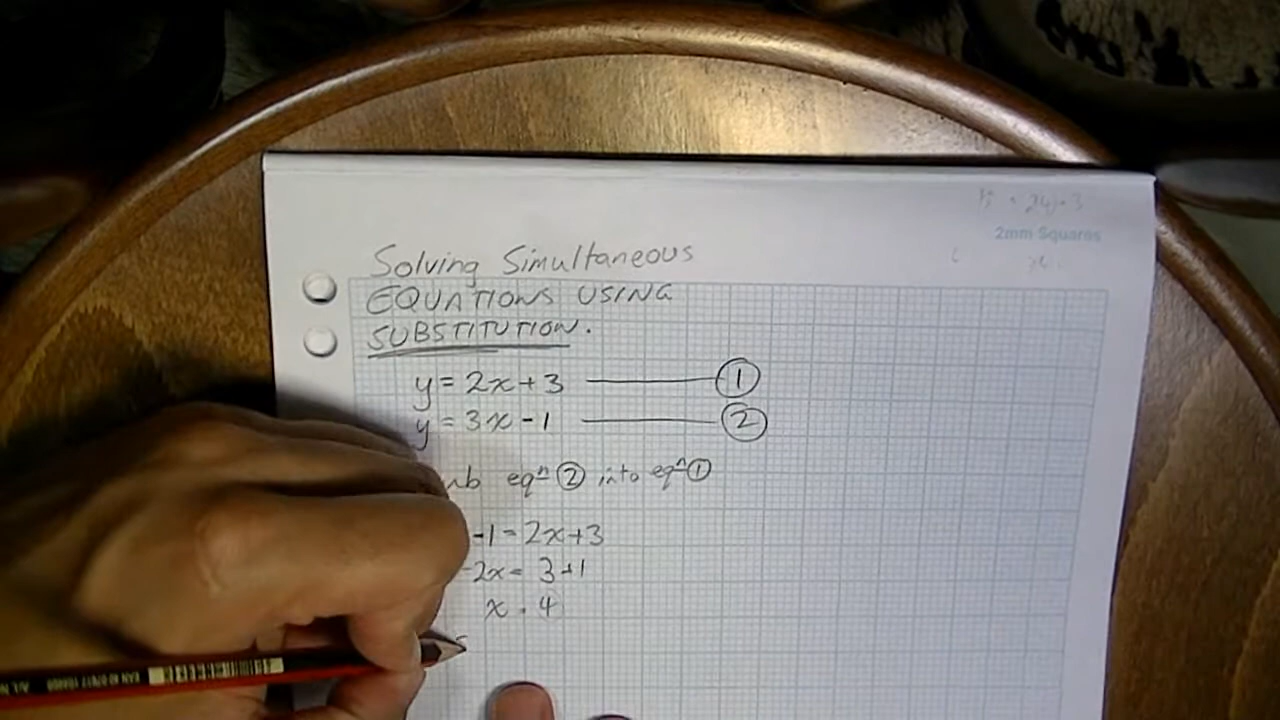 2mm Squares
Solving Simultaneous
EQUATIONS USING
SUBSTITUTION.
y = 2x + 3 ①
y = 3x - 1 ②
eqⁿ ② into eqⁿ ①
-1 = 2x + 3
-2x = 3 + 1
x = 4